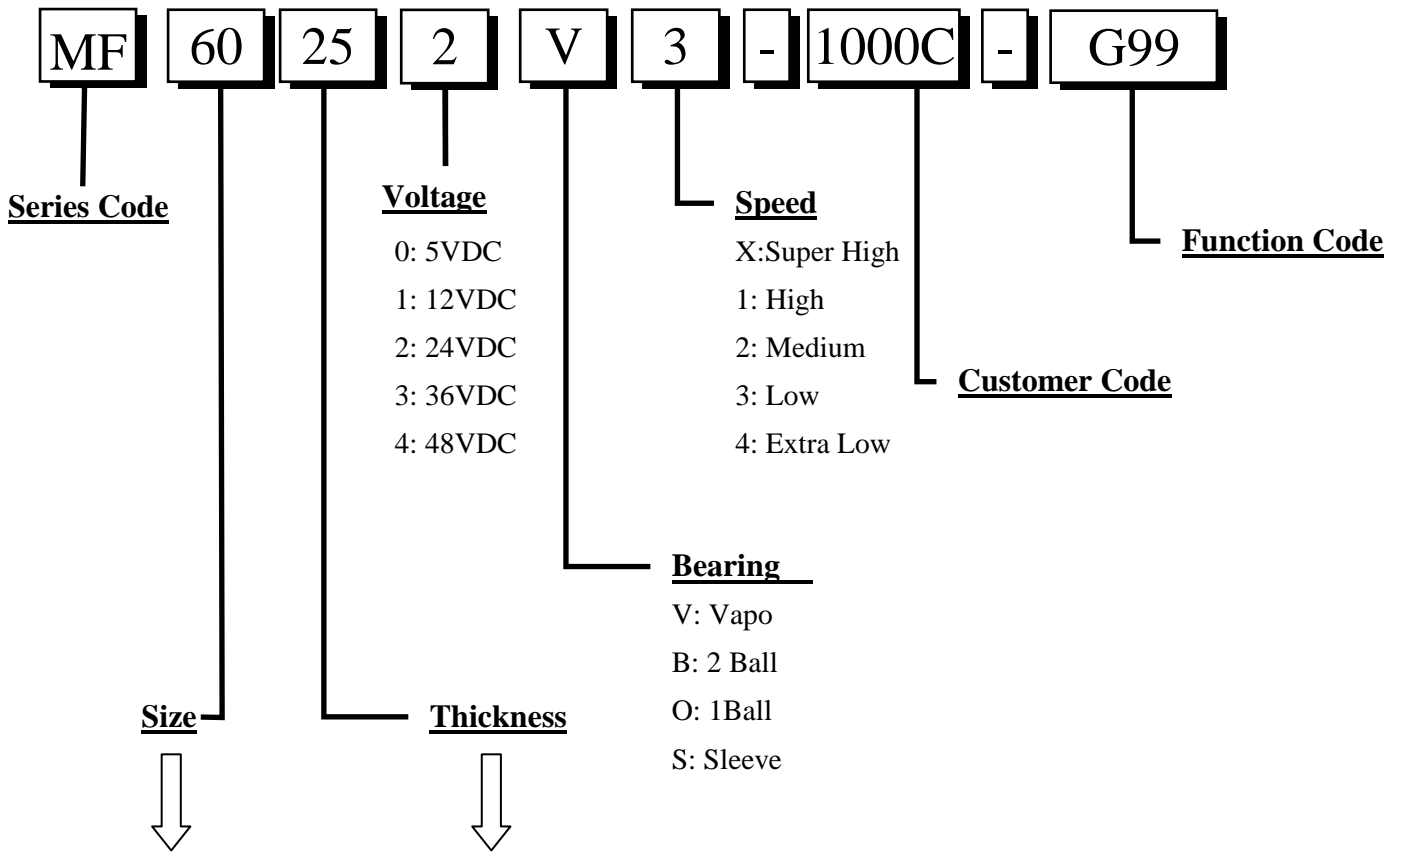 MF 60 25 2 V 3 - 1000C - G99
Series Code
Voltage
0: 5VDC
1: 12VDC
2: 24VDC
3: 36VDC
4: 48VDC
Speed
X:Super High
1: High
2: Medium
3: Low
4: Extra Low
Function Code
Customer Code
Bearing
V: Vapo
B: 2 Ball
O: 1Ball
S: Sleeve
Size
Thickness